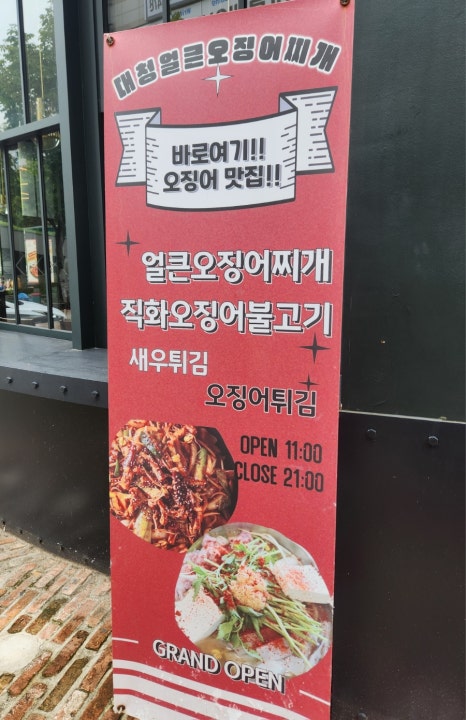 대청얼큰오징어찌개
바로여기!!
오징어 맛집!!
얼큰오징어찌개
직화오징어불고기
새우튀김
오징어튀김
OPEN 11:00
CLOSE 21:00
GRAND OPEN